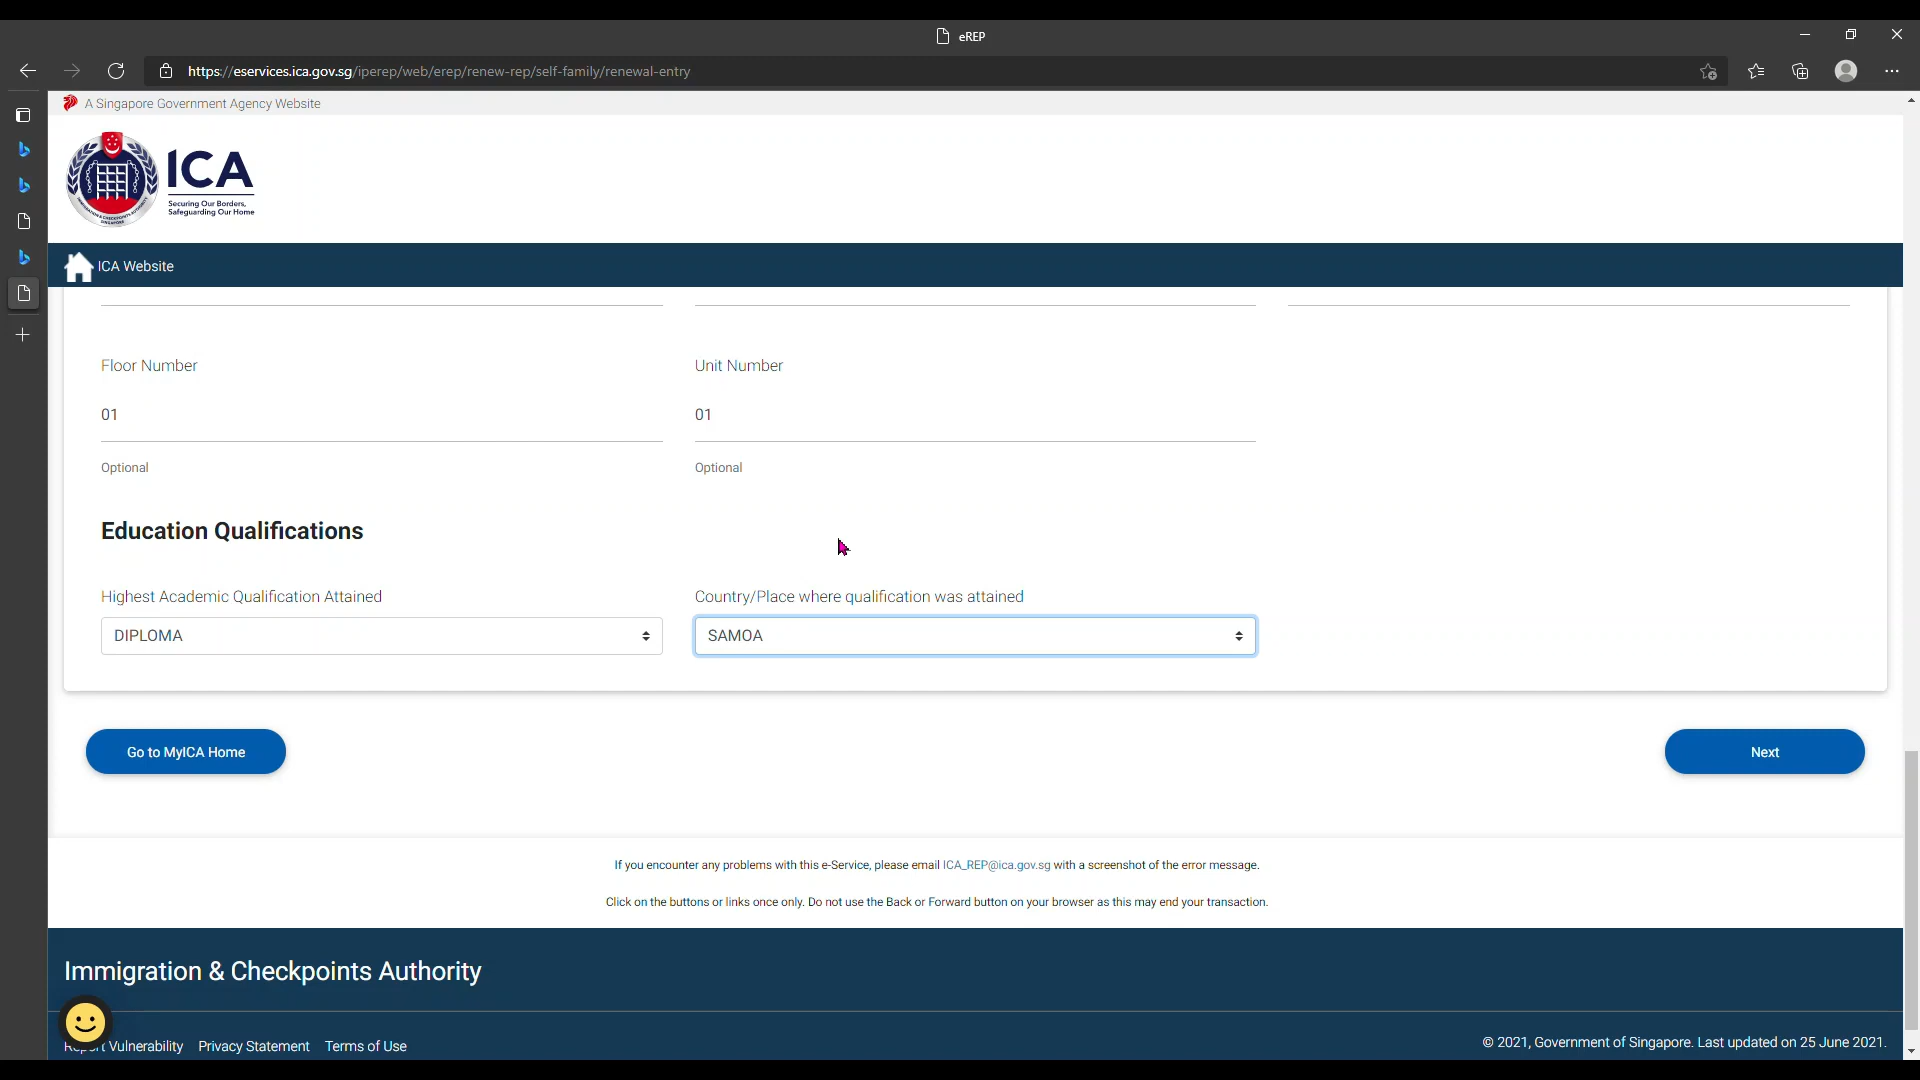 eREP
https://eservices.ica.gov.sg/iperep/web/erep/renew-rep/self-family/renewal-entry
A Singapore Government Agency Website
ICA
Securing Our Borders,
Safeguarding Our Home
ICA Website
Floor Number
Unit Number
01
01
Optional
Optional
Education Qualifications
Highest Academic Qualification Attained
Country/Place where qualification was attained
DIPLOMA
SAMOA
Go to MyICA Home
Next
If you encounter any problems with this e-Service, please email ICA_REP@ica.gov.sg with a screenshot of the error message.
Click on the buttons or links once only. Do not use the Back or Forward button on your browser as this may end your transaction.
Immigration & Checkpoints Authority
Vulnerability Privacy Statement Terms of Use
© 2021, Government of Singapore. Last updated on 25 June 2021.